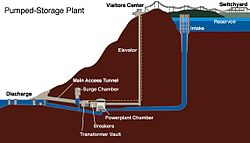 Pumped-Storage Plant
Visitors Center
Switchyard
Reservoir
Intake
Elevator
Main Access Tunnel
Surge Chamber
Discharge
Powerplant Chamber
Breakers
Transformer Vault